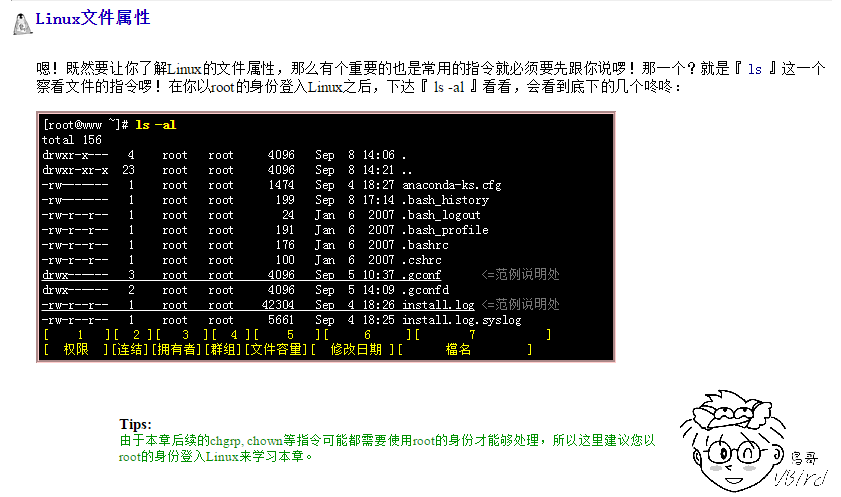 Linux文件属性
嗯！既然要让你了解Linux的文件属性，那么有个重要的也是常用的指令就必须要先跟你说啰！那一个？就是『 ls 』这一个
察看文件的指令啰！在你以root的身份登入Linux之后，下达『 ls -al 』看看，会看到底下的几个咚咚：
[root@www ~]# ls -al
total 156
drwxr-x--- 4 root root 4096 Sep 8 14:06 .
drwxr-xr-x 23 root root 4096 Sep 8 14:21 ..
-rw------- 1 root root 1474 Sep 4 18:27 anaconda-ks.cfg
-rw------- 1 root root 199 Sep 8 17:14 .bash_history
-rw-r--r-- 1 root root 24 Jan 6 2007 .bash_logout
-rw-r--r-- 1 root root 191 Jan 6 2007 .bash_profile
-rw-r--r-- 1 root root 176 Jan 6 2007 .bashrc
-rw-r--r-- 1 root root 100 Jan 6 2007 .cshrc
drwx------ 3 root root 4096 Sep 5 10:37 .gconf <=范例说明处
drwx------ 2 root root 4096 Sep 5 14:09 .gconfd
-rw-r--r-- 1 root root 42304 Sep 4 18:26 install.log <=范例说明处
-rw-r--r-- 1 root root 5661 Sep 4 18:25 install.log.syslog
[ 1 ][ 2 ][ 3 ][ 4 ][ 5 ][ 6 ][ 7 ]
[ 权限 ][连结][拥有者][群组][文件容量][ 修改日期 ][ 檔名 ]
Tips:
由于本章后续的chgrp, chown等指令可能都需要使用root的身份才能够处理，所以这里建议您以
root的身份登入Linux来学习本章。
鸟哥
VBird